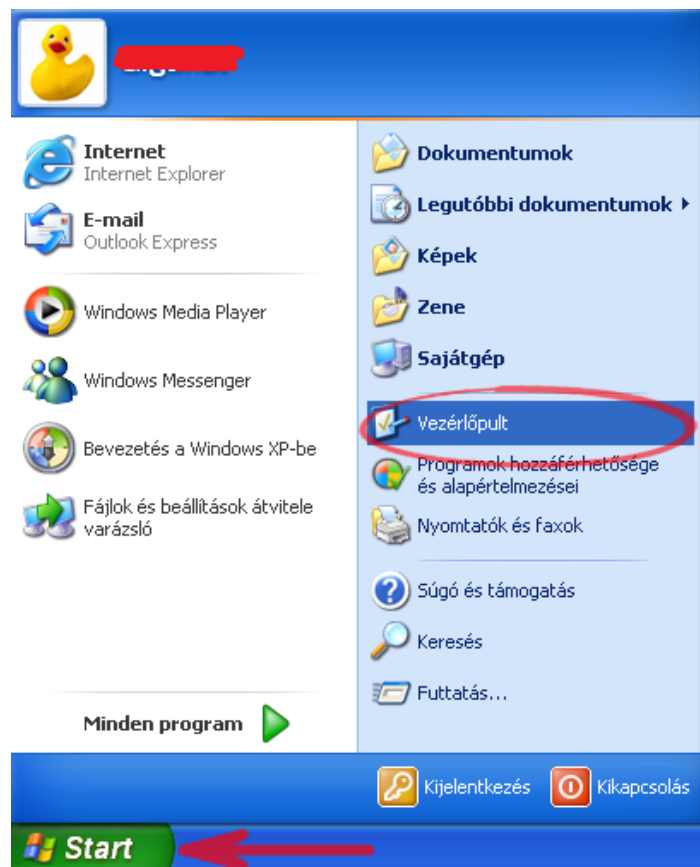 Internet
Internet Explorer
E-mail
Outlook Express
Windows Media Player
Windows Messenger
Bevezetés a Windows XP-be
Fájlok és beállítások átvitele
varázsló
Minden program
Dokumentumok
Legutóbbi dokumentumok
Képek
Zene
Sajátgép
Vezérlőpult
Programok hozzáférhetősége
és alapértelmezései
Nyomtatók és faxok
Súgó és támogatás
Keresés
Futtatás...
Kijelentkezés
Kikapcsolás
Start